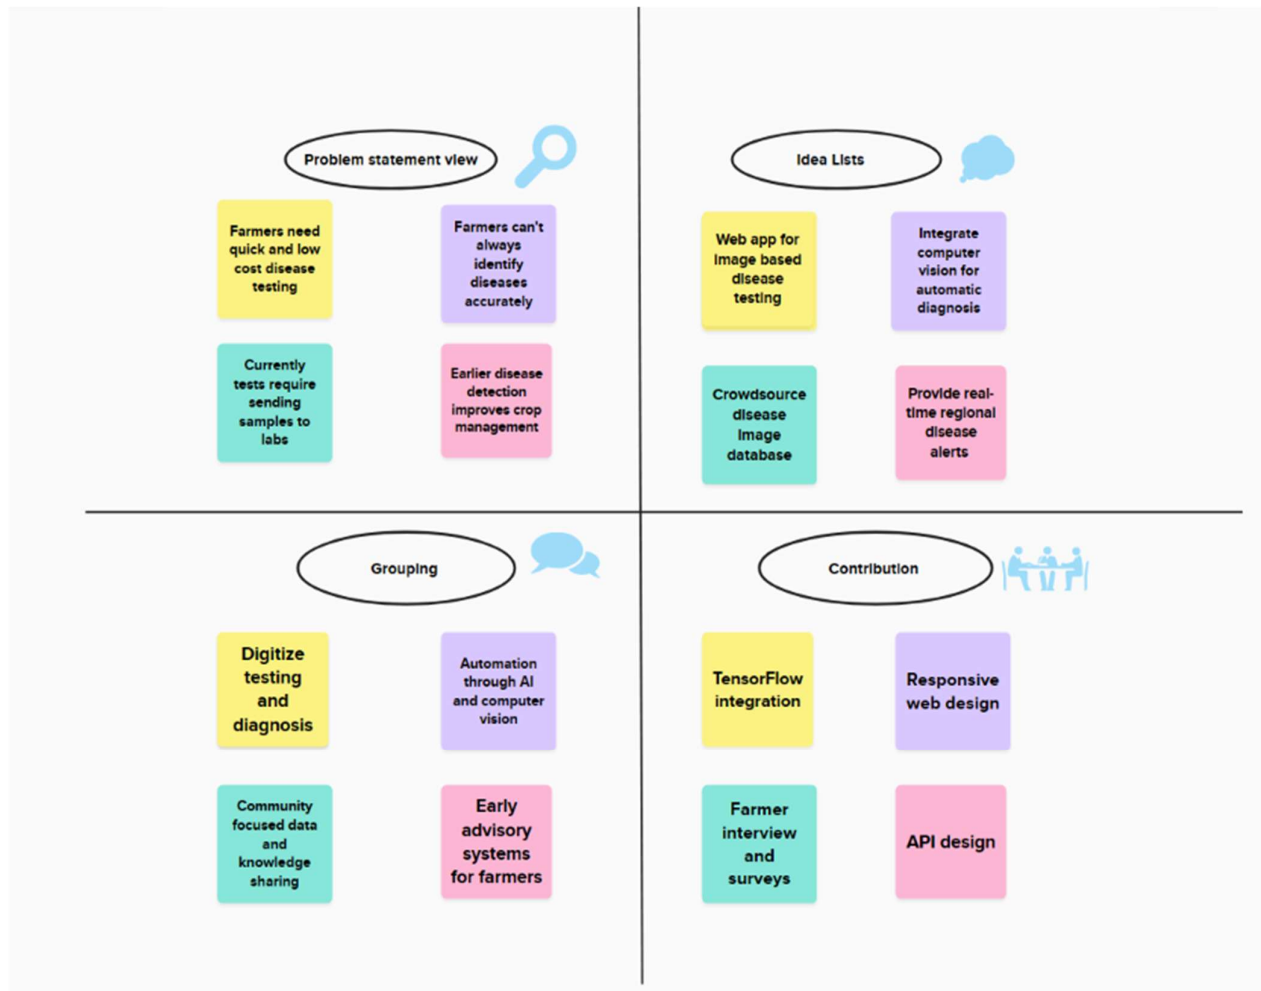 Problem statement view
Farmers need
quick and low
cost disease
testing
Farmers can't
always
identify
diseases
accurately
Currently
tests require
sending
samples to
labs
Earlier disease
detection
improves crop
management
Idea Lists
Web app for
image based
disease
testing
Integrate
computer
vision for
automatic
diagnosis
Crowdsource
disease
image
database
Provide real-
time regional
disease
alerts
Grouping
Digitize
testing
and
diagnosis
Automation
through AI
and computer
vision
Community
focused data
and
knowledge
sharing
Early
advisory
systems
for farmers
Contribution
TensorFlow
integration
Responsive
web design
Farmer
interview
and
surveys
API design